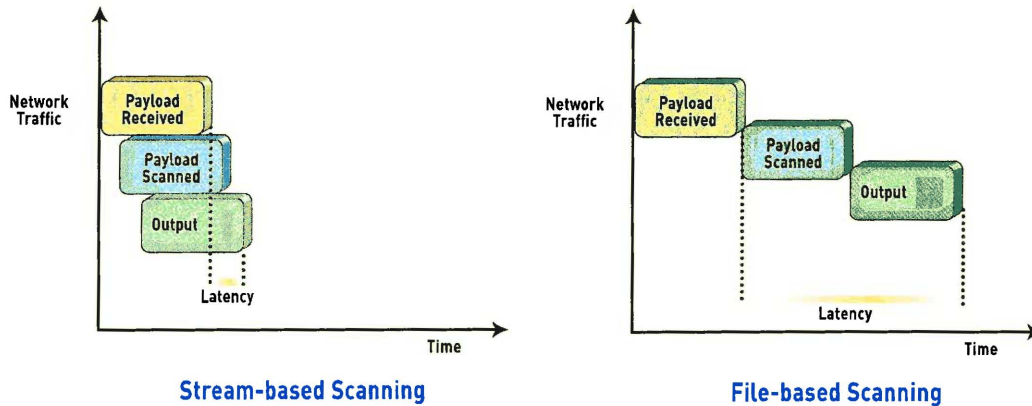 Network
Traffic
Payload
Received
Payload
Scanned
Output
Latency
Time
Stream-based Scanning
Network
Traffic
Payload
Received
Payload
Scanned
Output
Latency
Time
File-based Scanning